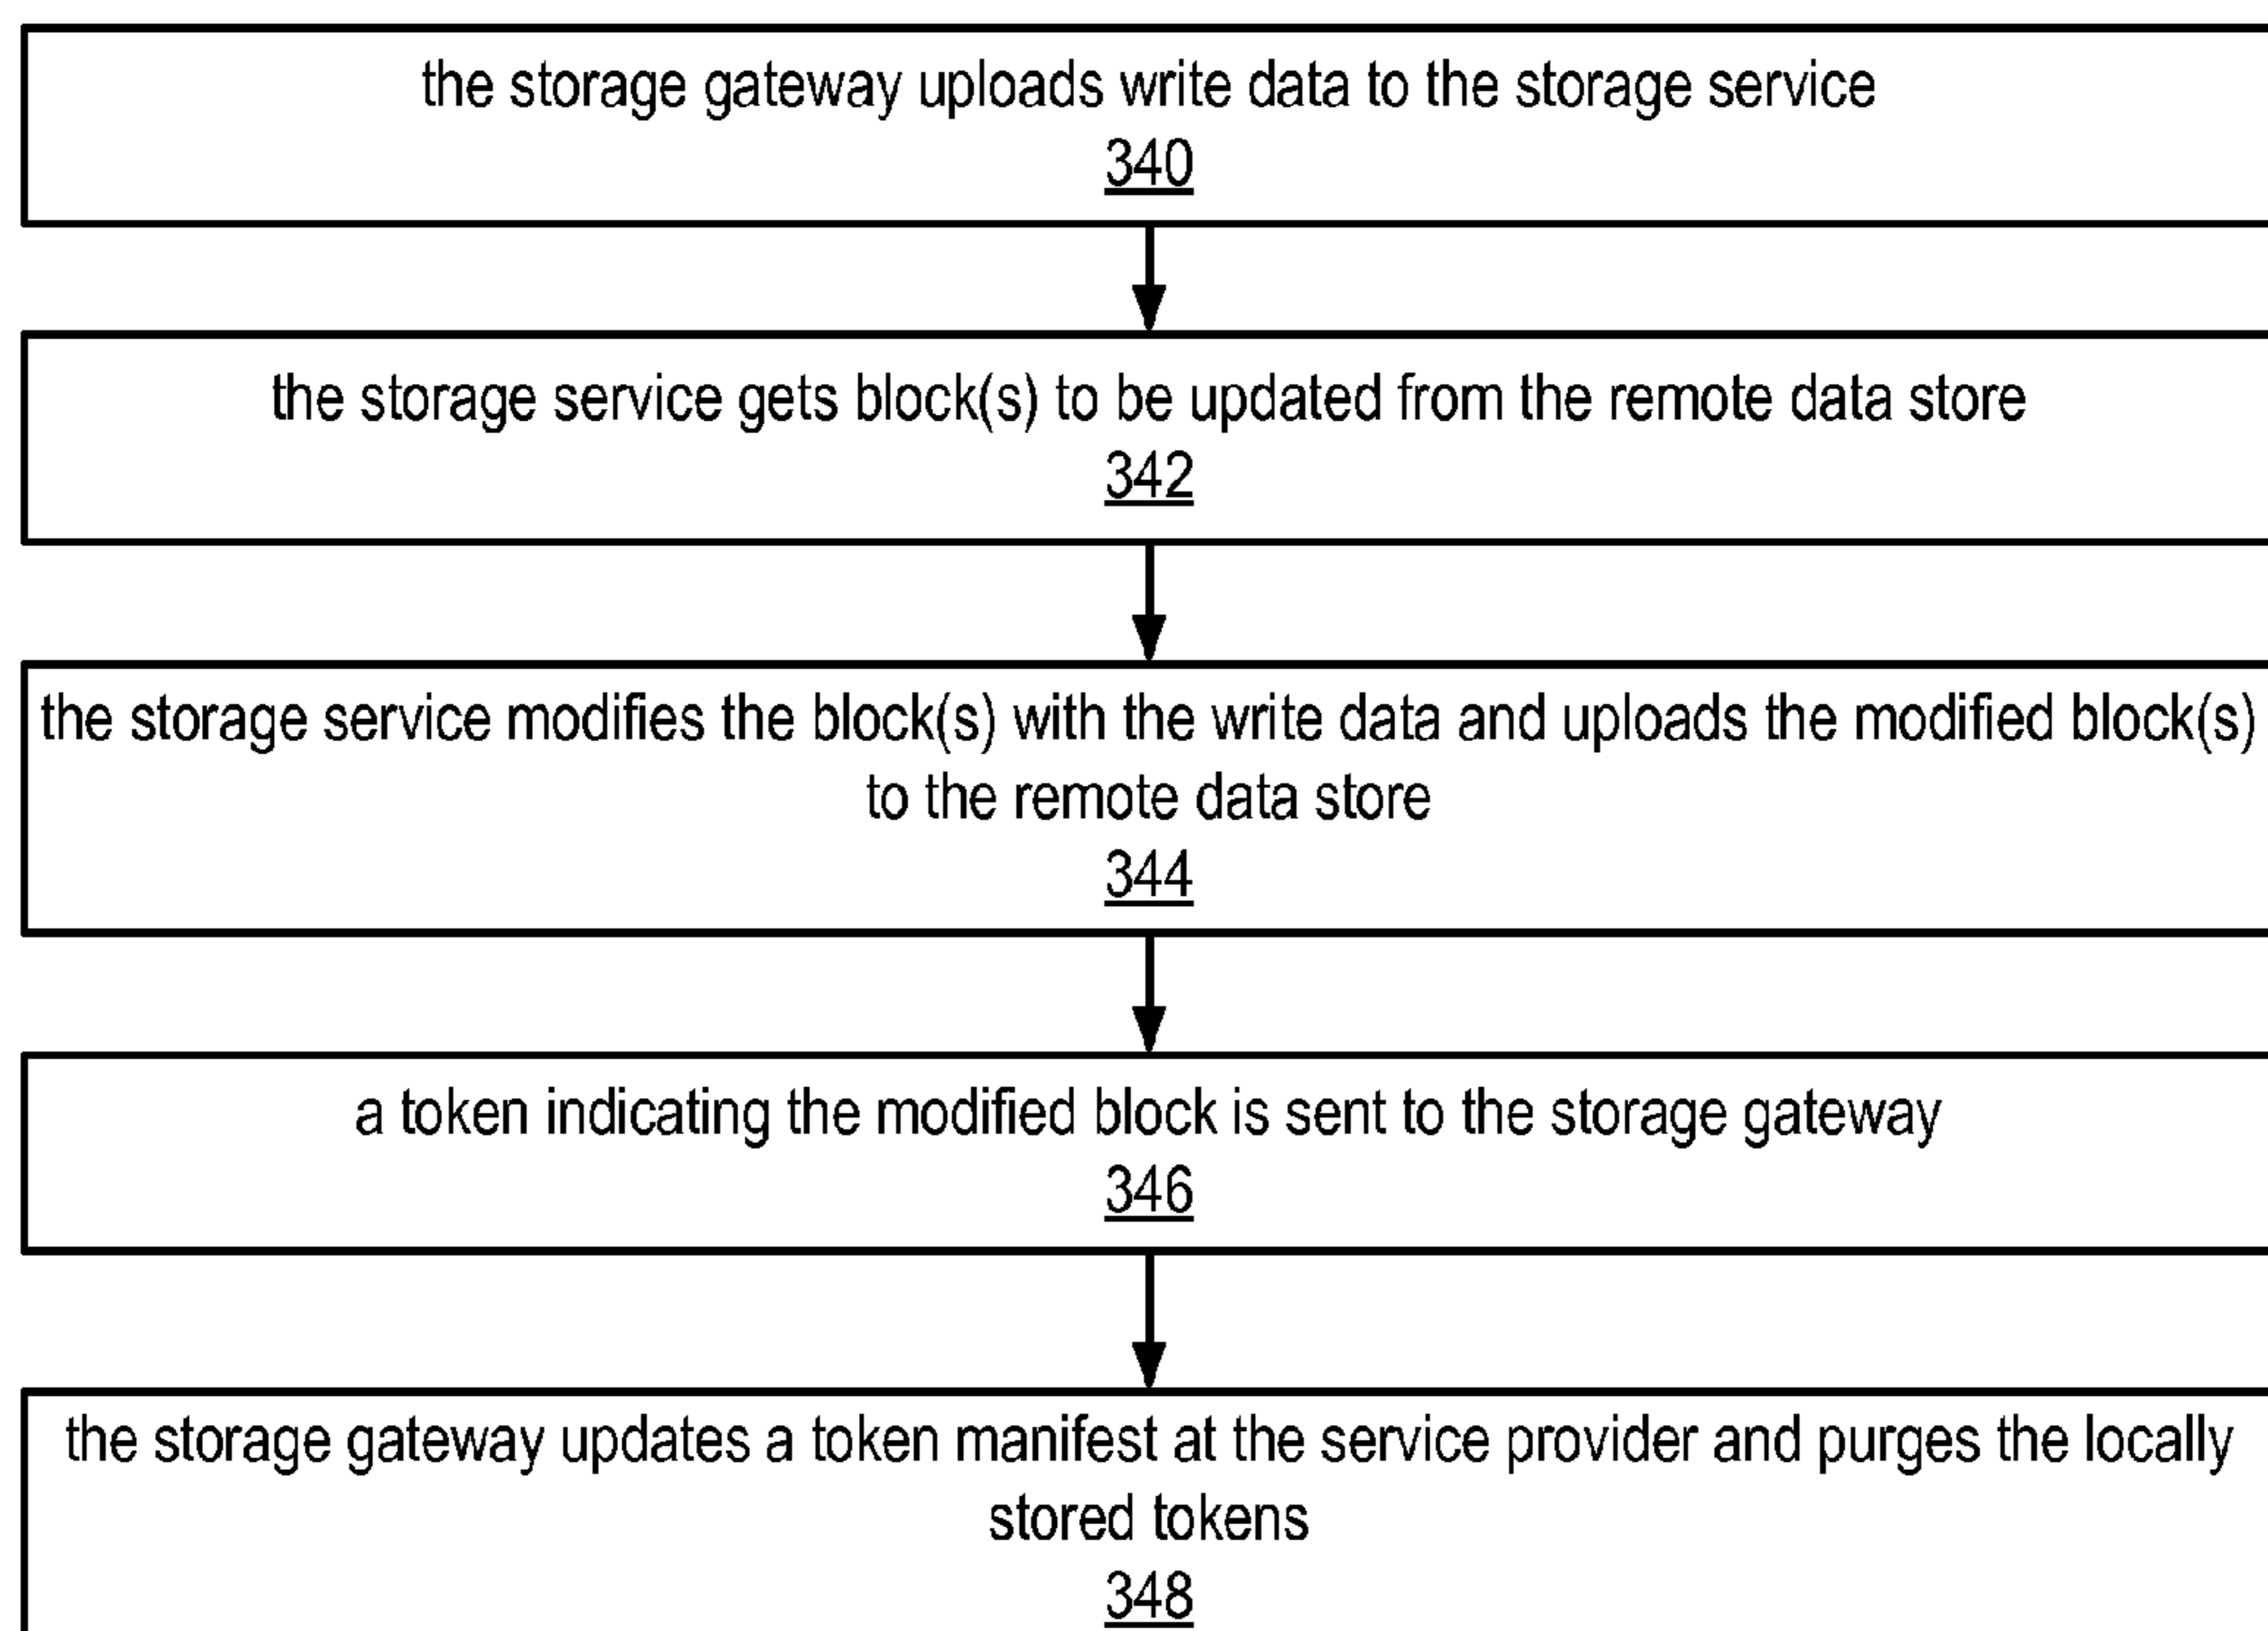 the storage gateway uploads write data to the storage service
340
the storage service gets block(s) to be updated from the remote data store
342
the storage service modifies the block(s) with the write data and uploads the modified block(s)
to the remote data store
344
a token indicating the modified block is sent to the storage gateway
346
the storage gateway updates a token manifest at the service provider and purges the locally
stored tokens
348